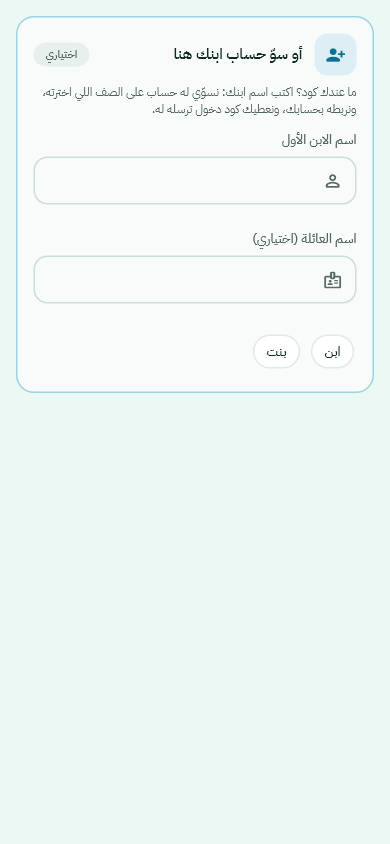 أو سوّ حساب ابنك هنا
اختياري
ما عندك كود؟ اكتب اسم ابنك: نسوّي له حساب على الصف اللي اخترته،
ونربطه بحسابك، ونعطيك كود دخول ترسله له.
اسم الابن الأول
اسم العائلة (اختياري)
ابن
بنت